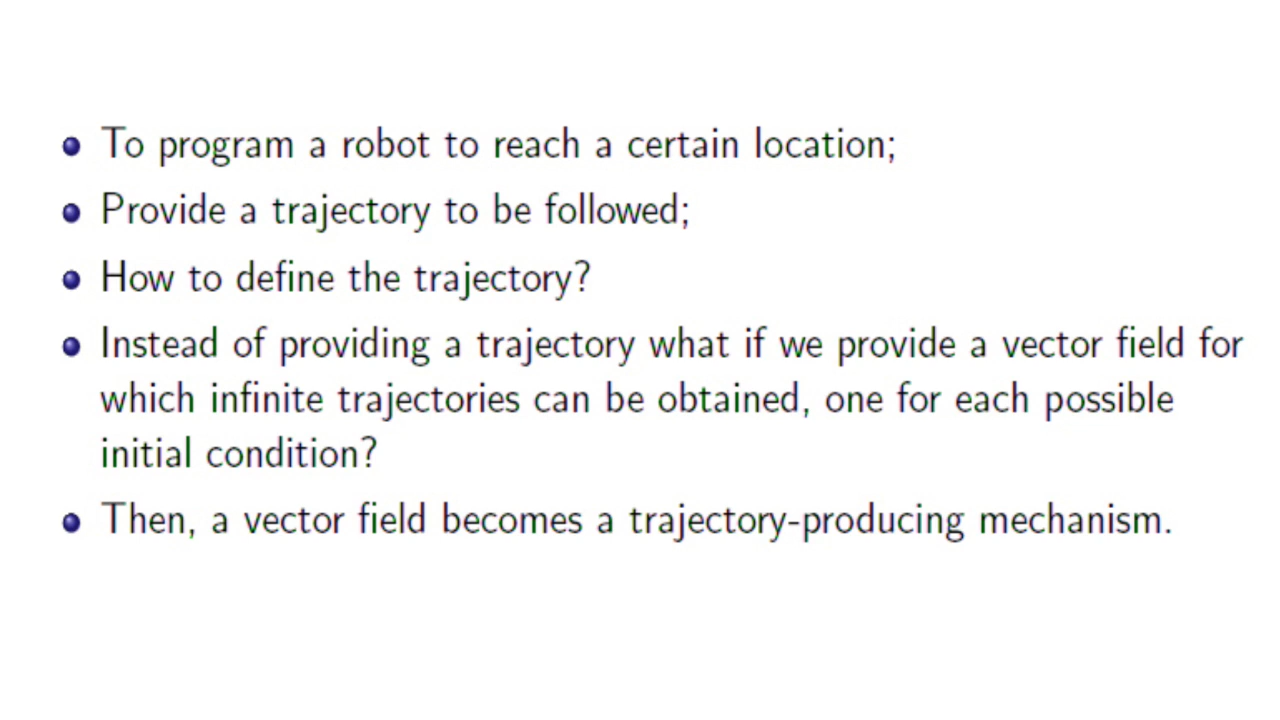 To program a robot to reach a certain location;
Provide a trajectory to be followed;
How to define the trajectory?
Instead of providing a trajectory what if we provide a vector field for
which infinite trajectories can be obtained, one for each possible
initial condition?
Then, a vector field becomes a trajectory-producing mechanism.